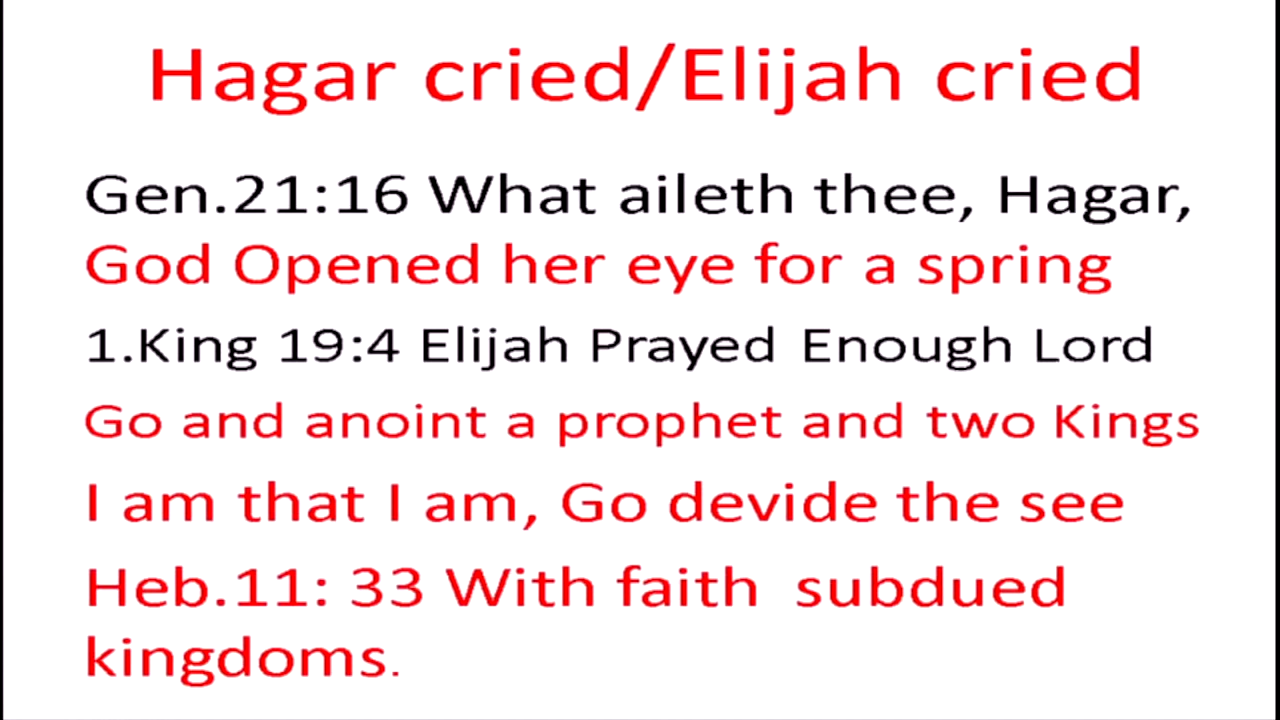 Hagar cried/Elijah cried
Gen.21:16 What aileth thee, Hagar,
God Opened her eye for a spring
1.King 19:4 Elijah Prayed Enough Lord
Go and anoint a prophet and two Kings
I am that I am, Go devide the see
Heb.11: 33 With faith subdued
kingdoms.